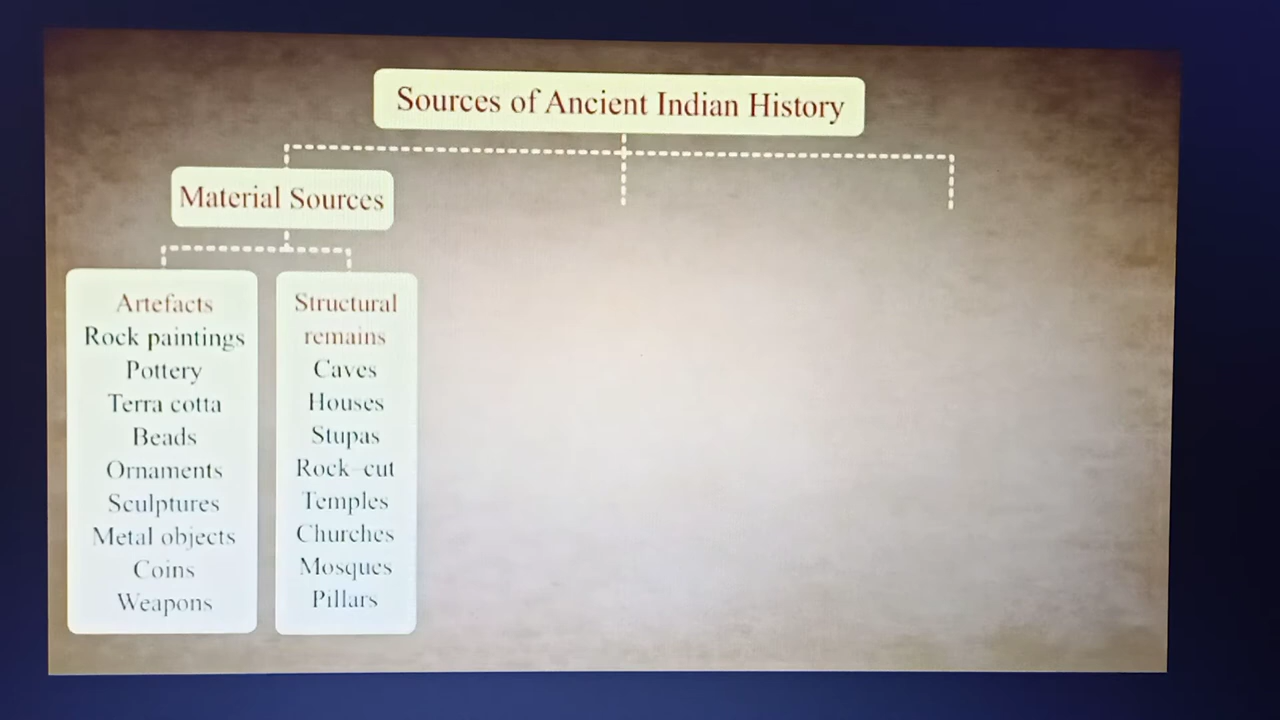 Sources of Ancient Indian History
Material Sources
Artefacts
Rock paintings
Pottery
Terra cotta
Beads
Ornaments
Sculptures
Metal objects
Coins
Weapons
Structural
remains
Caves
Houses
Stupas
Rock-cut
Temples
Churches
Mosques
Pillars